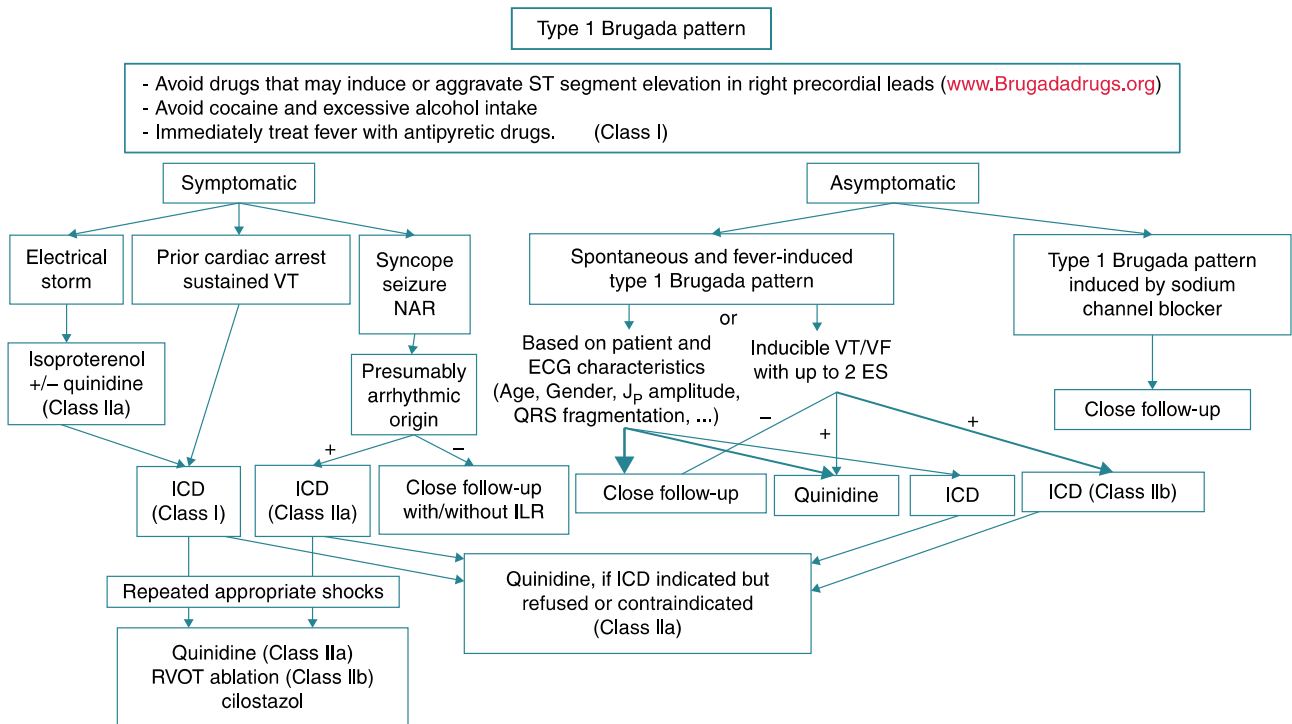 Type 1 Brugada pattern
- Avoid drugs that may induce or aggravate ST segment elevation in right precordial leads (www.Brugadadrugs.org)
- Avoid cocaine and excessive alcohol intake
- Immediately treat fever with antipyretic drugs. (Class I)
Symptomatic
Asymptomatic
Electrical
storm
Prior cardiac arrest
sustained VT
Syncope
seizure
NAR
Spontaneous and fever-induced
type 1 Brugada pattern
Type 1 Brugada pattern
induced by sodium
channel blocker
or
Isoproterenol
+/– quinidine
(Class IIa)
Presumably
arrhythmic
origin
Based on patient and
ECG characteristics
(Age, Gender, JP amplitude,
QRS fragmentation, ...)
Inducible VT/VF
with up to 2 ES
Close follow-up
+
–
–
+
+
ICD
(Class I)
ICD
(Class IIa)
Close follow-up
with/without ILR
Close follow-up
Quinidine
ICD
ICD (Class IIb)
Repeated appropriate shocks
Quinidine, if ICD indicated but
refused or contraindicated
(Class IIa)
Quinidine (Class IIa)
RVOT ablation (Class IIb)
cilostazol